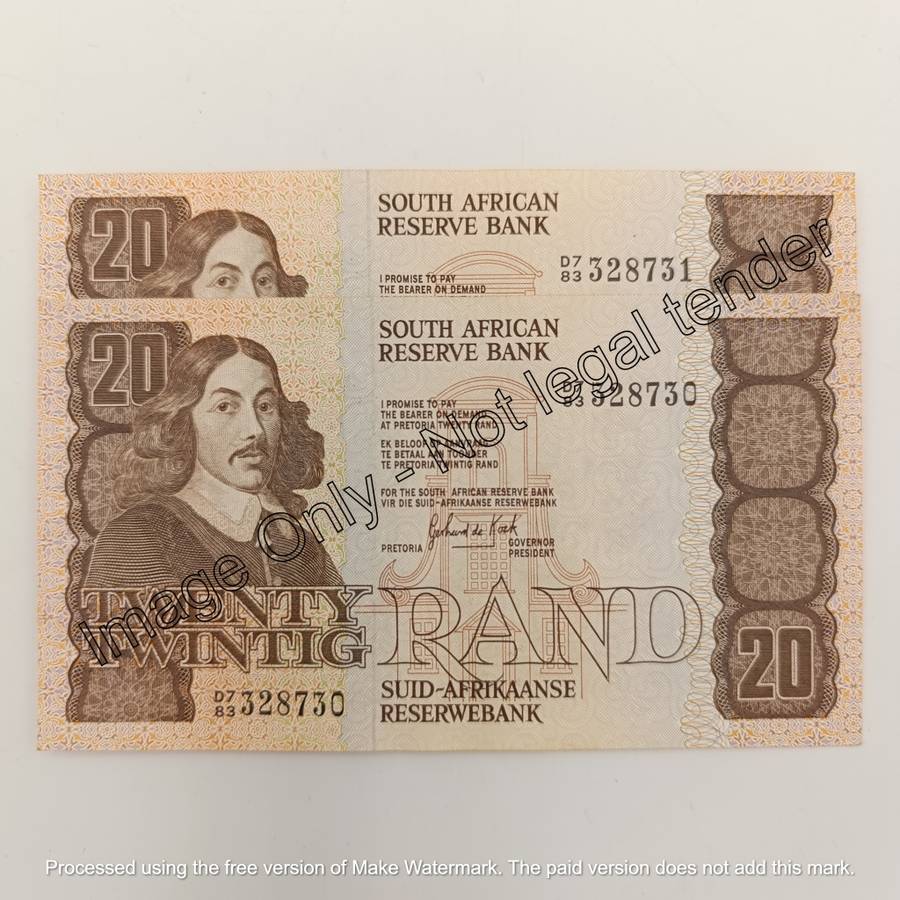 20
SOUTH AFRICAN
RESERVE BANK
I PROMISE TO PAY
THE BEARER ON DEMAND
D7
83 328731
20
SOUTH AFRICAN
RESERVE BANK
D7
83 328730
I PROMISE TO PAY
THE BEARER ON DEMAND
AT PRETORIA TWENTY RAND
EK BELOOF OP AANVRAAG
TE BETAAL AAN TOONDER
TE PRETORIA TWINTIG RAND
FOR THE SOUTH AFRICAN RESERVE BANK
VIR DIE SUID-AFRIKAANSE RESERWEBANK
Gerhard de Kock
PRETORIA
GOVERNOR
PRESIDENT
TWENTY
TWINTIG
RAND
20
D7
83 328730
SUID-AFRIKAANSE
RESERWEBANK
Image Only - Not legal tender
Processed using the free version of Make Watermark. The paid version does not add this mark.